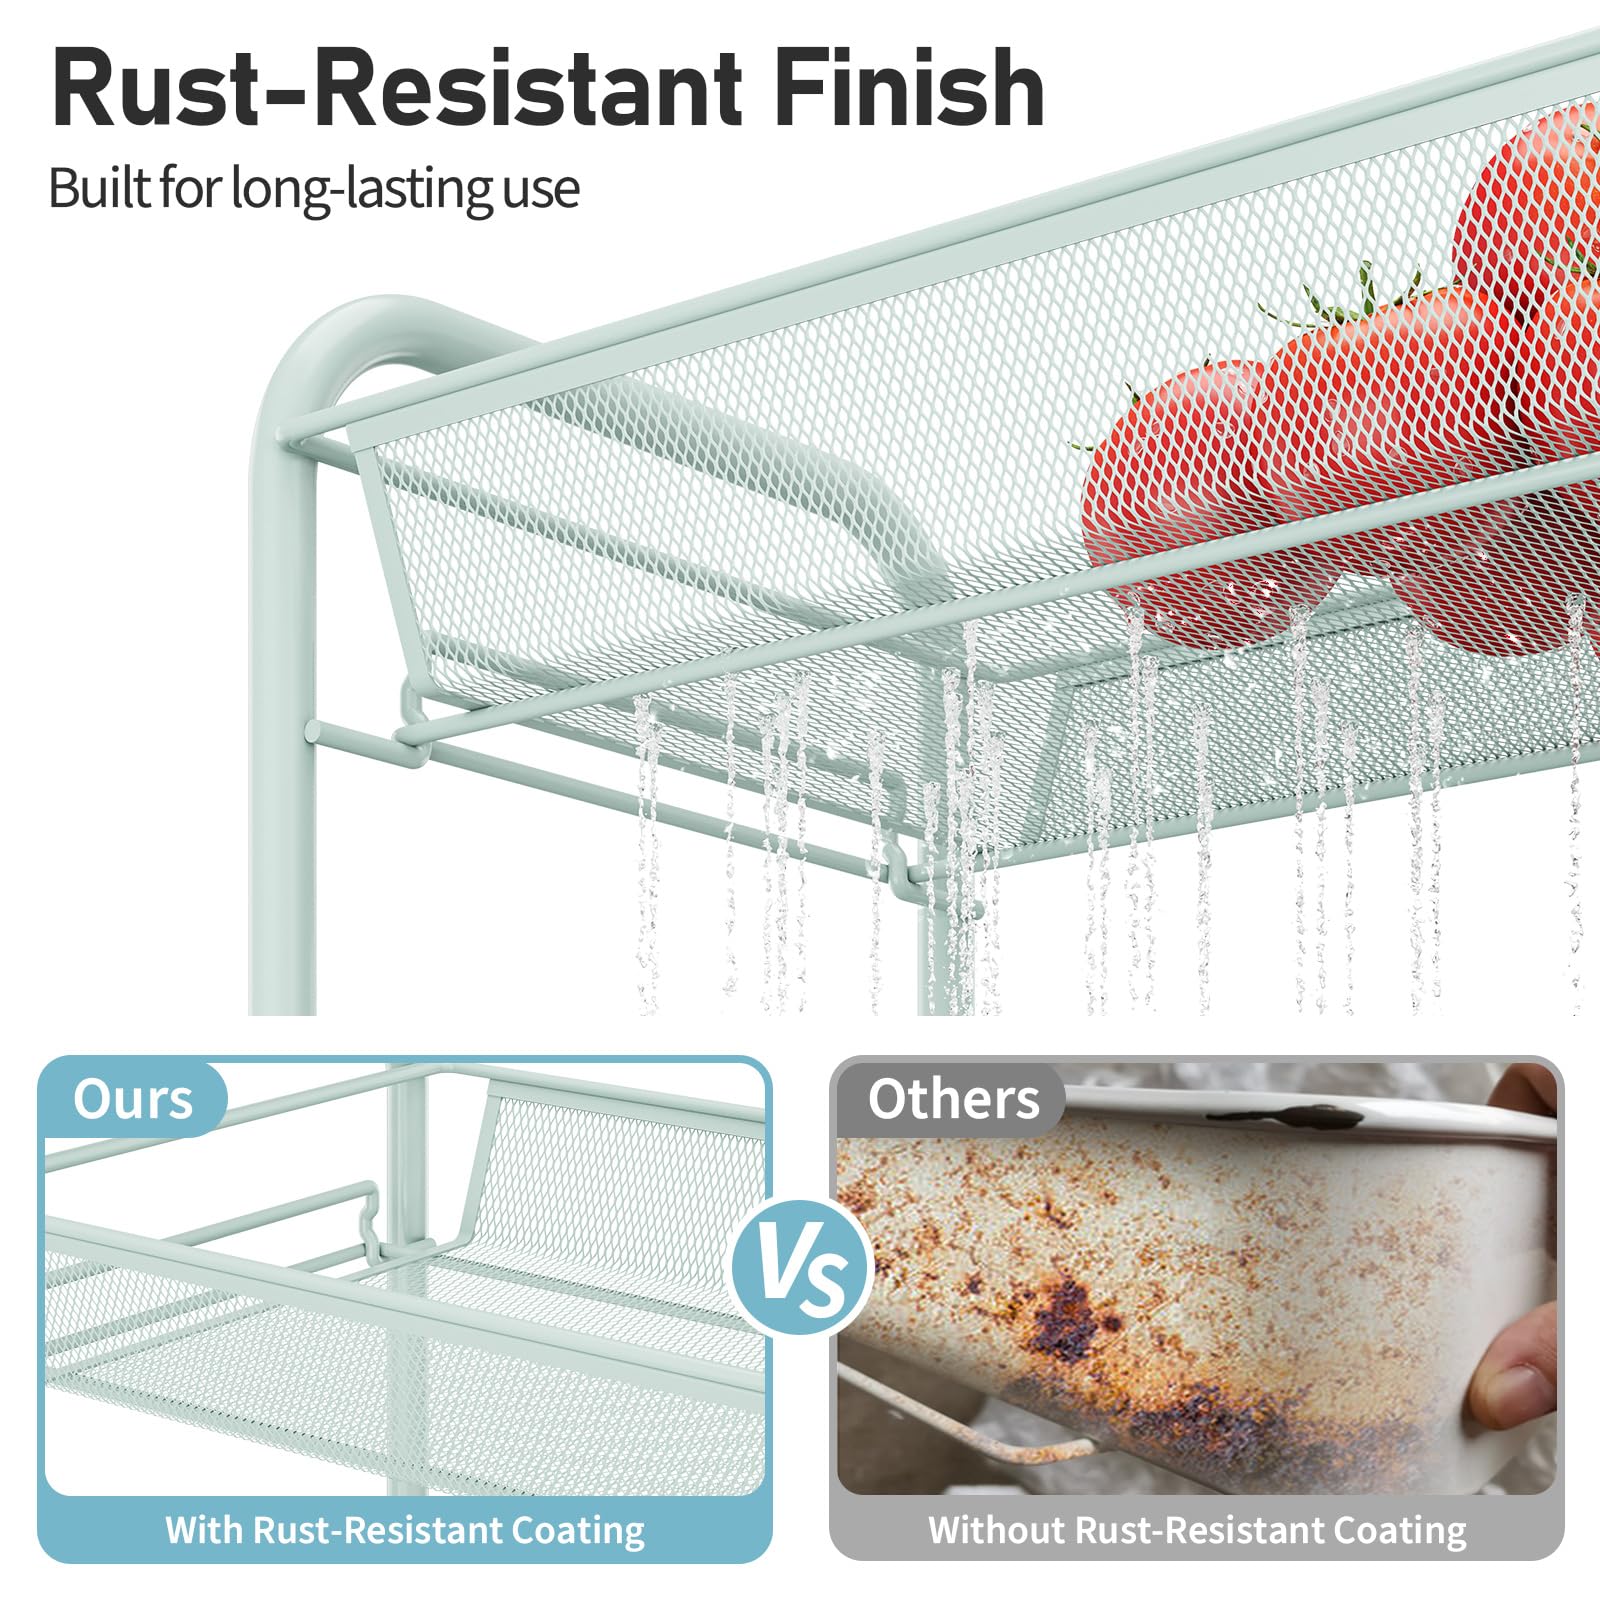 Rust-Resistant Finish
Built for long-lasting use
Ours
Others
VS
With Rust-Resistant Coating
Without Rust-Resistant Coating